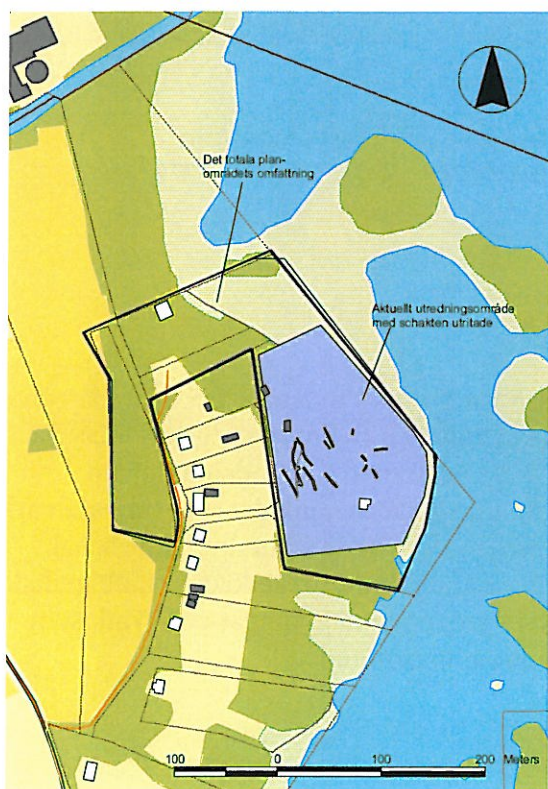 Det totala plan-
områdets omfattning
Aktuellt utredningsområde
med schakten utritade
100 0 100 200 Meters